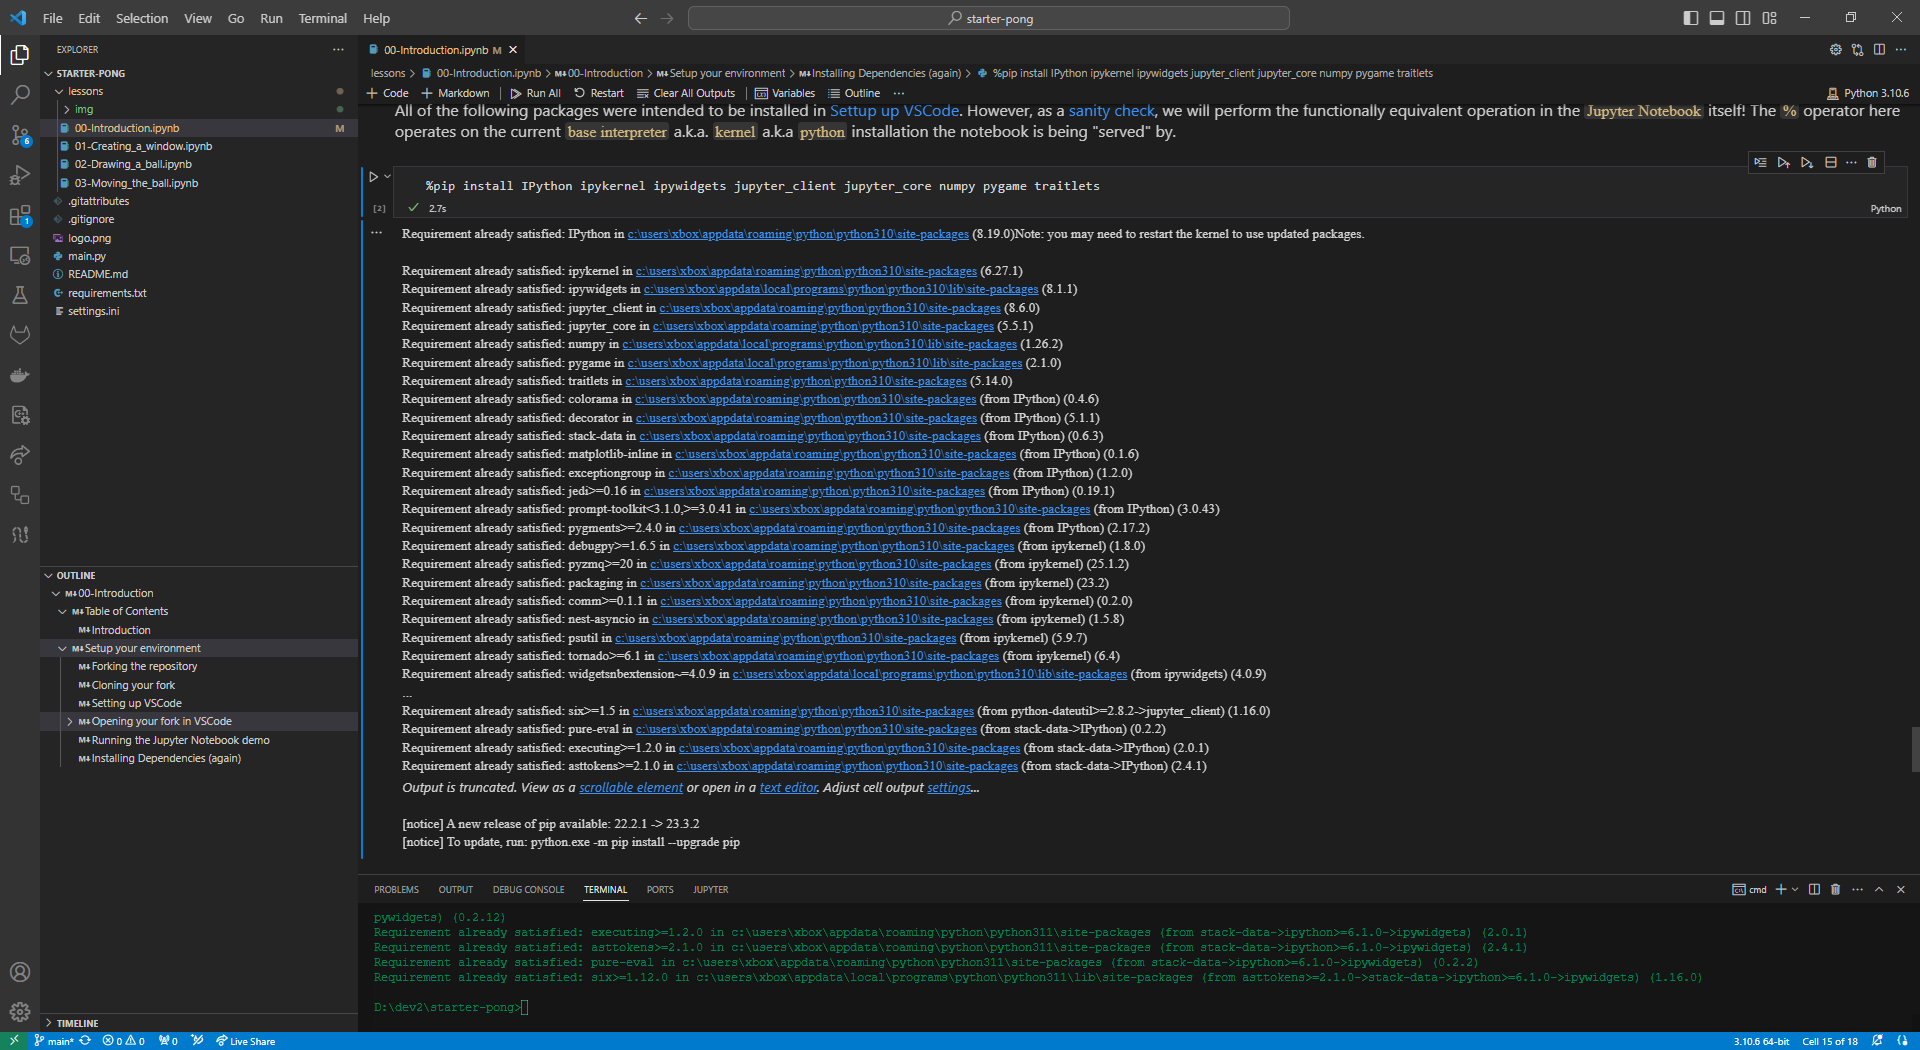 File Edit Selection View Go Run Terminal Help
starter-pong
EXPLORER
STARTER-PONG
lessons
img
00-Introduction.ipynb M
01-Creating_a_window.ipynb
02-Drawing_a_ball.ipynb
03-Moving_the_ball.ipynb
.gitattributes
.gitignore
logo.png
main.py
README.md
requirements.txt
settings.ini
6
1
OUTLINE
M↓00-Introduction
M↓Table of Contents
M↓Introduction
M↓Setup your environment
M↓Forking the repository
M↓Cloning your fork
M↓Setting up VSCode
M↓Opening your fork in VSCode
M↓Running the Jupyter Notebook demo
M↓Installing Dependencies (again)
TIMELINE
00-Introduction.ipynb M
lessons > 00-Introduction.ipynb > M↓00-Introduction > M↓Setup your environment > M↓Installing Dependencies (again) > %pip install IPython ipykernel ipywidgets jupyter_client jupyter_core numpy pygame traitlets
+ Code + Markdown | Run All Restart Clear All Outputs | Variables Outline ...
Python 3.10.6
All of the following packages were intended to be installed in Settup up VSCode. However, as a sanity check, we will perform the functionally equivalent operation in the Jupyter Notebook itself! The % operator here
operates on the current base interpreter a.k.a. kernel a.k.a python installation the notebook is being "served" by.
%pip install IPython ipykernel ipywidgets jupyter_client jupyter_core numpy pygame traitlets
[2] 2.7s
Python
Requirement already satisfied: IPython in c:\users\xbox\appdata\roaming\python\python310\site-packages (8.19.0)Note: you may need to restart the kernel to use updated packages.
Requirement already satisfied: ipykernel in c:\users\xbox\appdata\roaming\python\python310\site-packages (6.27.1)
Requirement already satisfied: ipywidgets in c:\users\xbox\appdata\local\programs\python\python310\lib\site-packages (8.1.1)
Requirement already satisfied: jupyter_client in c:\users\xbox\appdata\roaming\python\python310\site-packages (8.6.0)
Requirement already satisfied: jupyter_core in c:\users\xbox\appdata\roaming\python\python310\site-packages (5.5.1)
Requirement already satisfied: numpy in c:\users\xbox\appdata\local\programs\python\python310\lib\site-packages (1.26.2)
Requirement already satisfied: pygame in c:\users\xbox\appdata\local\programs\python\python310\lib\site-packages (2.1.0)
Requirement already satisfied: traitlets in c:\users\xbox\appdata\roaming\python\python310\site-packages (5.14.0)
Requirement already satisfied: colorama in c:\users\xbox\appdata\roaming\python\python310\site-packages (from IPython) (0.4.6)
Requirement already satisfied: decorator in c:\users\xbox\appdata\roaming\python\python310\site-packages (from IPython) (5.1.1)
Requirement already satisfied: stack-data in c:\users\xbox\appdata\roaming\python\python310\site-packages (from IPython) (0.6.3)
Requirement already satisfied: matplotlib-inline in c:\users\xbox\appdata\roaming\python\python310\site-packages (from IPython) (0.1.6)
Requirement already satisfied: exceptiongroup in c:\users\xbox\appdata\roaming\python\python310\site-packages (from IPython) (1.2.0)
Requirement already satisfied: jedi>=0.16 in c:\users\xbox\appdata\roaming\python\python310\site-packages (from IPython) (0.19.1)
Requirement already satisfied: prompt-toolkit<3.1.0,>=3.0.41 in c:\users\xbox\appdata\roaming\python\python310\site-packages (from IPython) (3.0.43)
Requirement already satisfied: pygments>=2.4.0 in c:\users\xbox\appdata\roaming\python\python310\site-packages (from IPython) (2.17.2)
Requirement already satisfied: debugpy>=1.6.5 in c:\users\xbox\appdata\roaming\python\python310\site-packages (from ipykernel) (1.8.0)
Requirement already satisfied: pyzmq>=20 in c:\users\xbox\appdata\roaming\python\python310\site-packages (from ipykernel) (25.1.2)
Requirement already satisfied: packaging in c:\users\xbox\appdata\roaming\python\python310\site-packages (from ipykernel) (23.2)
Requirement already satisfied: comm>=0.1.1 in c:\users\xbox\appdata\roaming\python\python310\site-packages (from ipykernel) (0.2.0)
Requirement already satisfied: nest-asyncio in c:\users\xbox\appdata\roaming\python\python310\site-packages (from ipykernel) (1.5.8)
Requirement already satisfied: psutil in c:\users\xbox\appdata\roaming\python\python310\site-packages (from ipykernel) (5.9.7)
Requirement already satisfied: tornado>=6.1 in c:\users\xbox\appdata\roaming\python\python310\site-packages (from ipykernel) (6.4)
Requirement already satisfied: widgetsnbextension~=4.0.9 in c:\users\xbox\appdata\local\programs\python\python310\lib\site-packages (from ipywidgets) (4.0.9)
...
Requirement already satisfied: six>=1.5 in c:\users\xbox\appdata\roaming\python\python310\site-packages (from python-dateutil>=2.8.2->jupyter_client) (1.16.0)
Requirement already satisfied: pure-eval in c:\users\xbox\appdata\roaming\python\python310\site-packages (from stack-data->IPython) (0.2.2)
Requirement already satisfied: executing>=1.2.0 in c:\users\xbox\appdata\roaming\python\python310\site-packages (from stack-data->IPython) (2.0.1)
Requirement already satisfied: asttokens>=2.1.0 in c:\users\xbox\appdata\roaming\python\python310\site-packages (from stack-data->IPython) (2.4.1)
Output is truncated. View as a scrollable element or open in a text editor. Adjust cell output settings...
[notice] A new release of pip available: 22.2.1 -> 23.3.2
[notice] To update, run: python.exe -m pip install --upgrade pip
PROBLEMS OUTPUT DEBUG CONSOLE TERMINAL PORTS JUPYTER
cmd
pywidgets) (0.2.12)
Requirement already satisfied: executing>=1.2.0 in c:\users\xbox\appdata\roaming\python\python311\site-packages (from stack-data->ipython>=6.1.0->ipywidgets) (2.0.1)
Requirement already satisfied: asttokens>=2.1.0 in c:\users\xbox\appdata\roaming\python\python311\site-packages (from stack-data->ipython>=6.1.0->ipywidgets) (2.4.1)
Requirement already satisfied: pure-eval in c:\users\xbox\appdata\roaming\python\python311\site-packages (from stack-data->ipython>=6.1.0->ipywidgets) (0.2.2)
Requirement already satisfied: six>=1.12.0 in c:\users\xbox\appdata\local\programs\python\python311\lib\site-packages (from asttokens>=2.1.0->stack-data->ipython>=6.1.0->ipywidgets) (1.16.0)
D:\dev2\starter-pong>
main* 0 0 0 Live Share
3.10.6 64-bit Cell 15 of 18